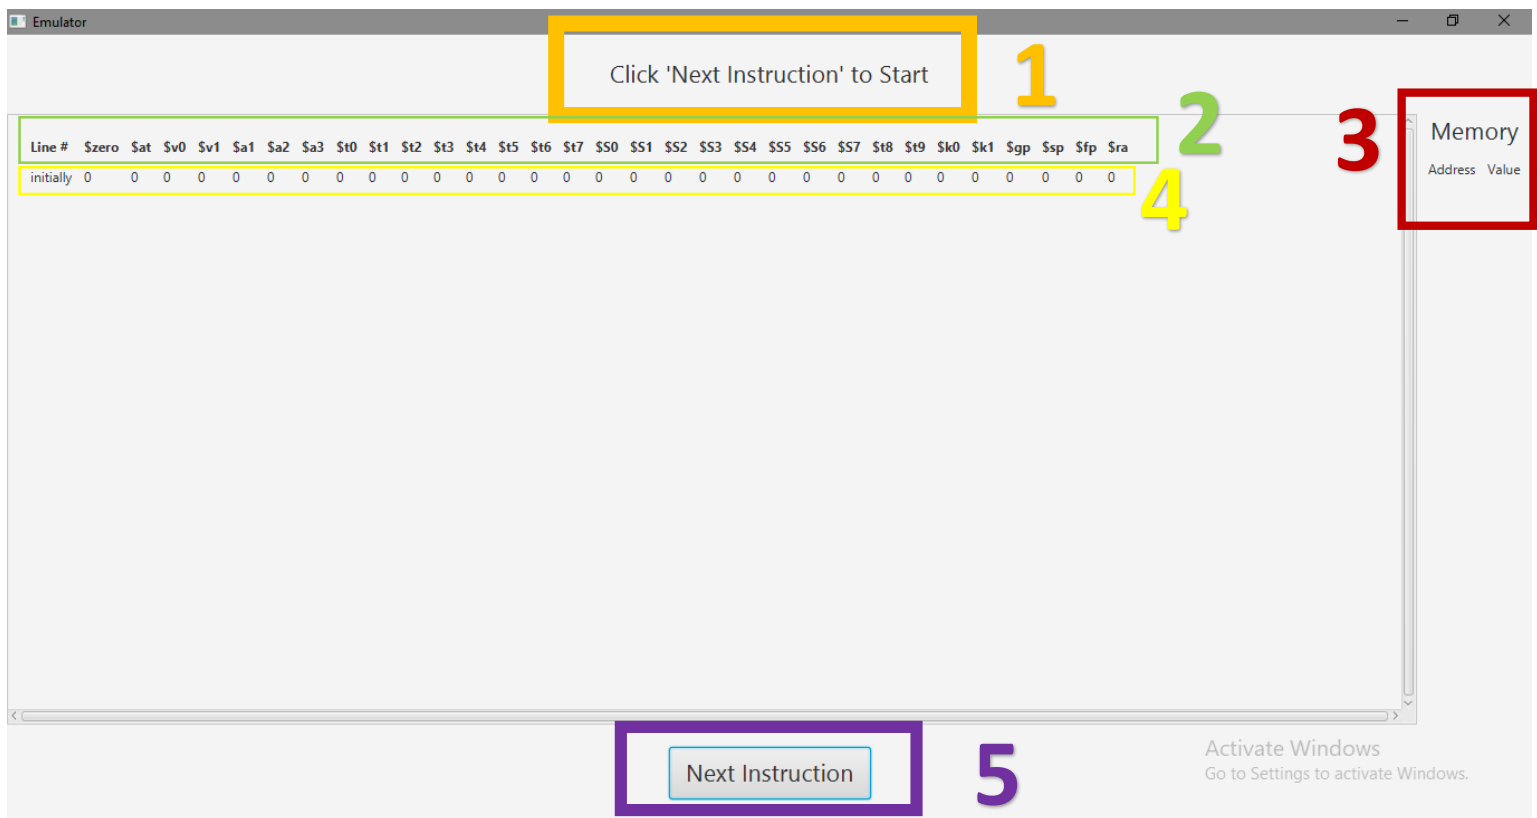 Emulator
Click 'Next Instruction' to Start
1
2
3
Memory
Line # $zero $at $v0 $v1 $a1 $a2 $a3 $t0 $t1 $t2 $t3 $t4 $t5 $t6 $t7 $S0 $S1 $S2 $S3 $S4 $S5 $S6 $S7 $t8 $t9 $k0 $k1 $gp $sp $fp $ra
Address Value
initially 0 0 0 0 0 0 0 0 0 0 0 0 0 0 0 0 0 0 0 0 0 0 0 0 0 0 0 0 0 0 0
4
Next Instruction
5
Activate Windows
Go to Settings to activate Windows.